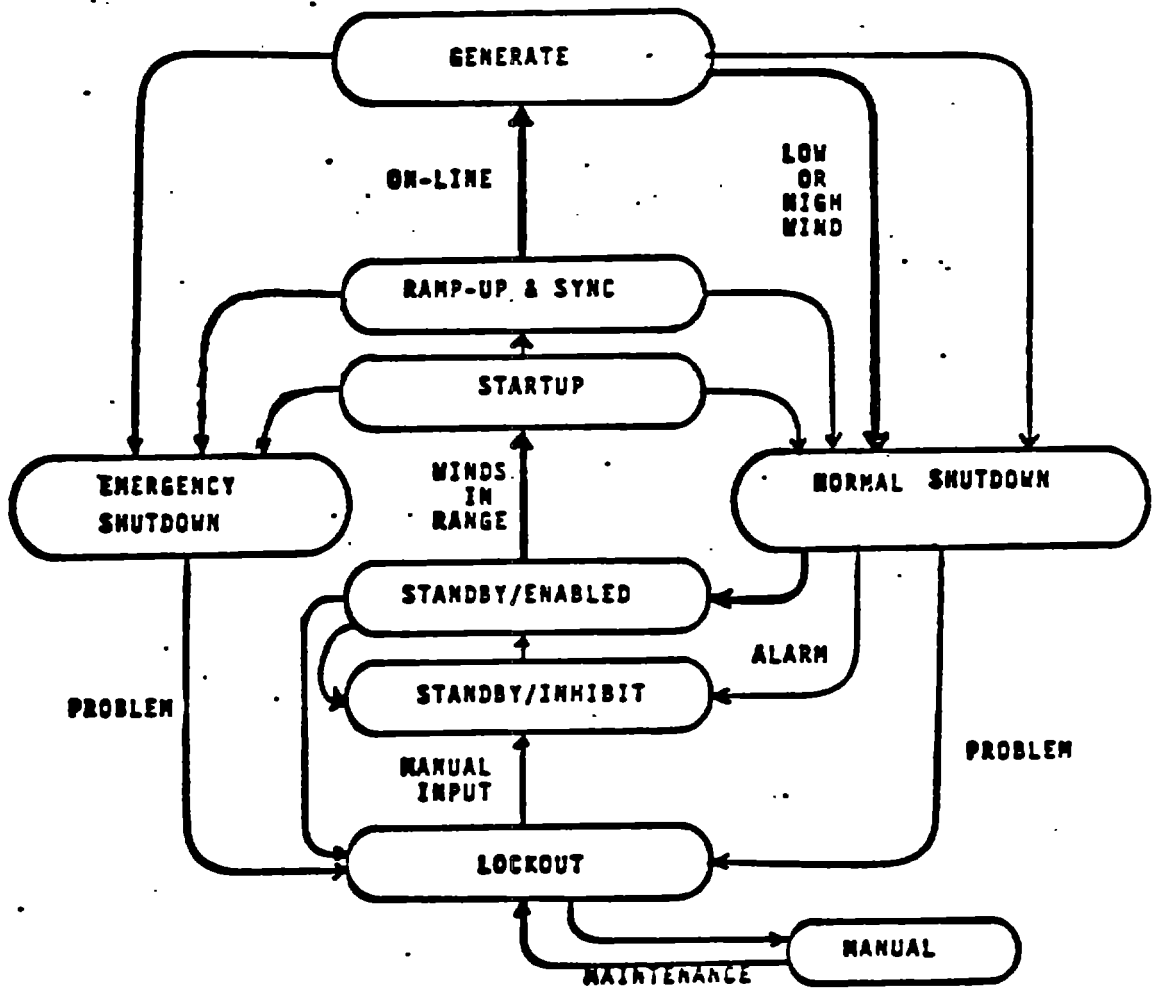 GENERATE
ON-LINE
LOW
OR
HIGH
WIND
RAMP-UP & SYNC
STARTUP
WINDS
IN
RANGE
EMERGENCY
SHUTDOWN
NORMAL SHUTDOWN
STANDBY/ENABLED
ALARM
STANDBY/INHIBIT
PROBLEM
PROBLEM
MANUAL
INPUT
LOCKOUT
MANUAL
MAINTENANCE